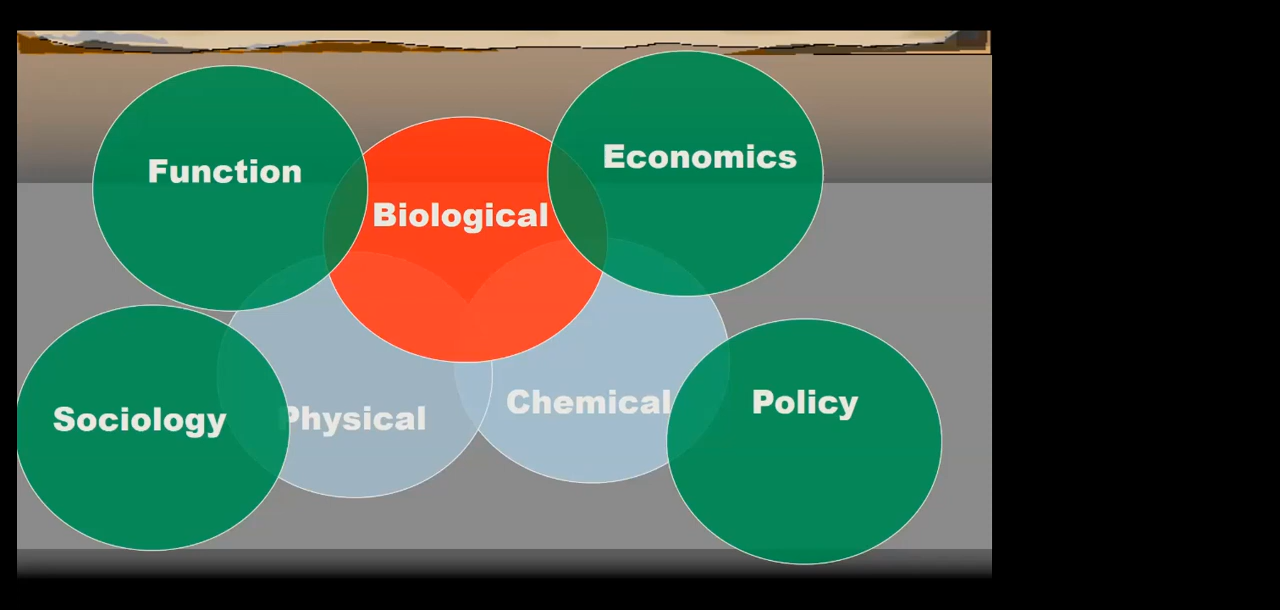 Function
Economics
Biological
Sociology
Physical
Chemical
Policy